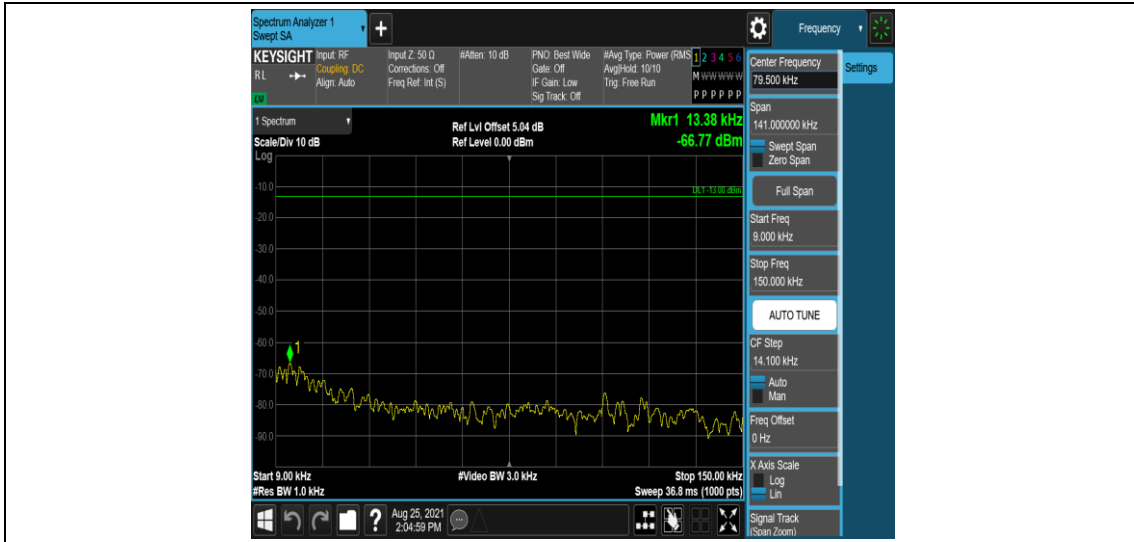 Spectrum Analyzer 1
Swept SA
+
Frequency
KEYSIGHT
RL
Input: RF
Coupling: DC
Align: Auto
Input Z: 50 Ω
Corrections: Off
Freq Ref: Int (S)
#Atten: 10 dB
PNO: Best Wide
Gate: Off
IF Gain: Low
Sig Track: Off
#Avg Type: Power (RMS
Avg|Hold: 10/10
Trig: Free Run
1 2 3 4 5 6
M W W W W W
P P P P P P
1 Spectrum
Scale/Div 10 dB
Log
Ref Lvl Offset 5.04 dB
Ref Level 0.00 dBm
Mkr1 13.38 kHz
-66.77 dBm
DL1 -13.00 dBm
-10.0
-20.0
-30.0
-40.0
-50.0
-60.0
1
-70.0
-80.0
-90.0
Start 9.00 kHz
#Res BW 1.0 kHz
#Video BW 3.0 kHz
Stop 150.00 kHz
Sweep 36.8 ms (1000 pts)
Center Frequency
79.500 kHz
Settings
Span
141.000000 kHz
Swept Span
Zero Span
Full Span
Start Freq
9.000 kHz
Stop Freq
150.000 kHz
AUTO TUNE
CF Step
14.100 kHz
Auto
Man
Freq Offset
0 Hz
X Axis Scale
Log
Lin
Signal Track
(Span Zoom)
?
Aug 25, 2021
2:04:59 PM